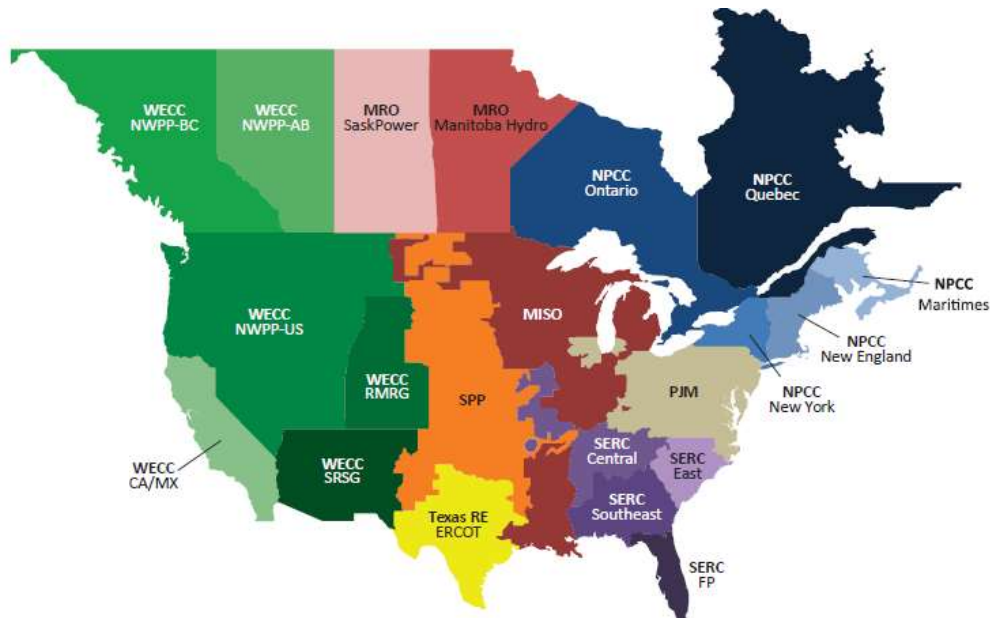 WECC
NWPP-BC
WECC
NWPP-AB
MRO
SaskPower
MRO
Manitoba Hydro
NPCC
Ontario
NPCC
Quebec
NPCC
Maritimes
NPCC
New England
NPCC
New York
WECC
NWPP-US
MISO
WECC
RMRG
SPP
PJM
WECC
CA/MX
WECC
SRSG
SERC
Central
SERC
East
SERC
Southeast
Texas RE
ERCOT
SERC
FP